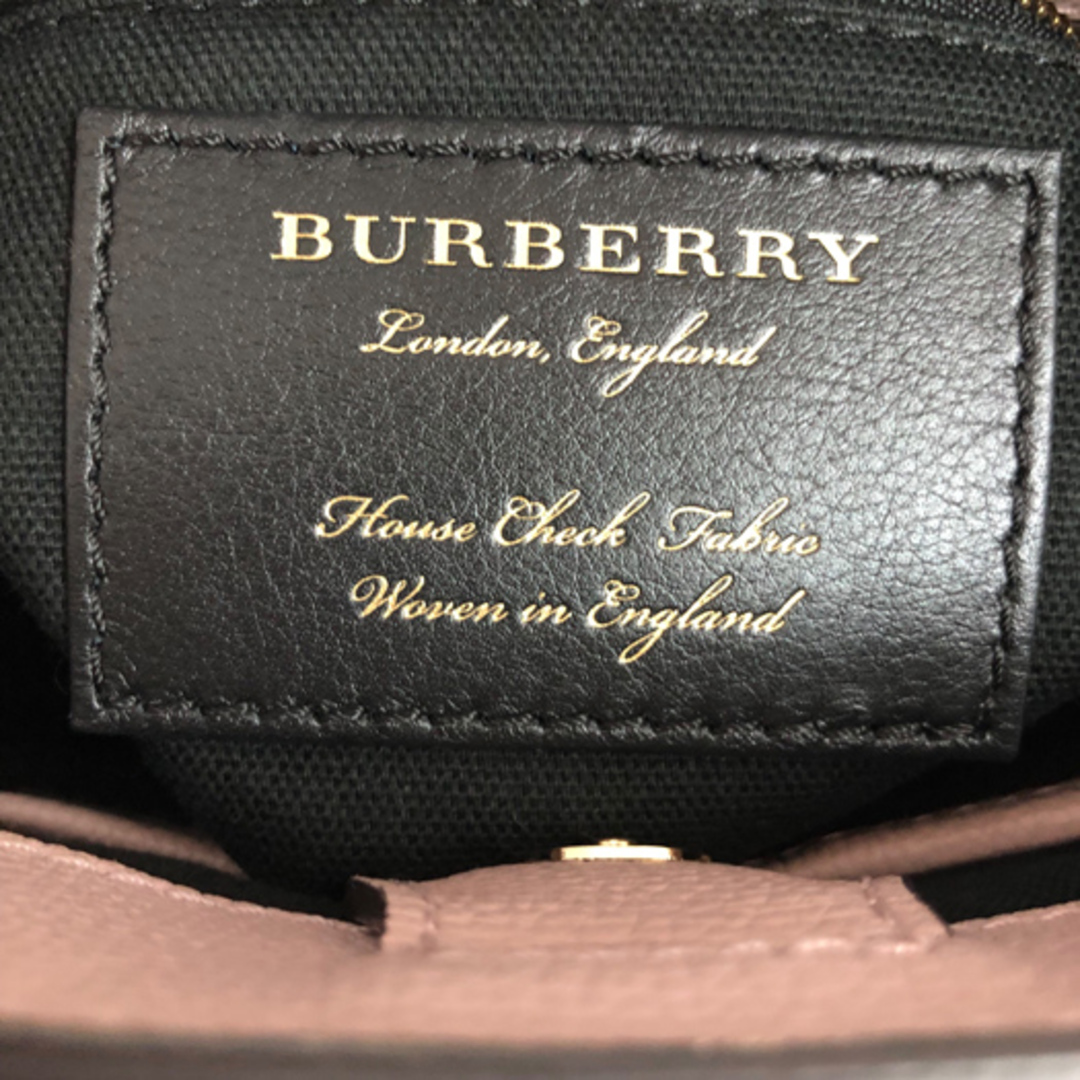 BURBERRY
London, England
House Check Fabric
Woven in England